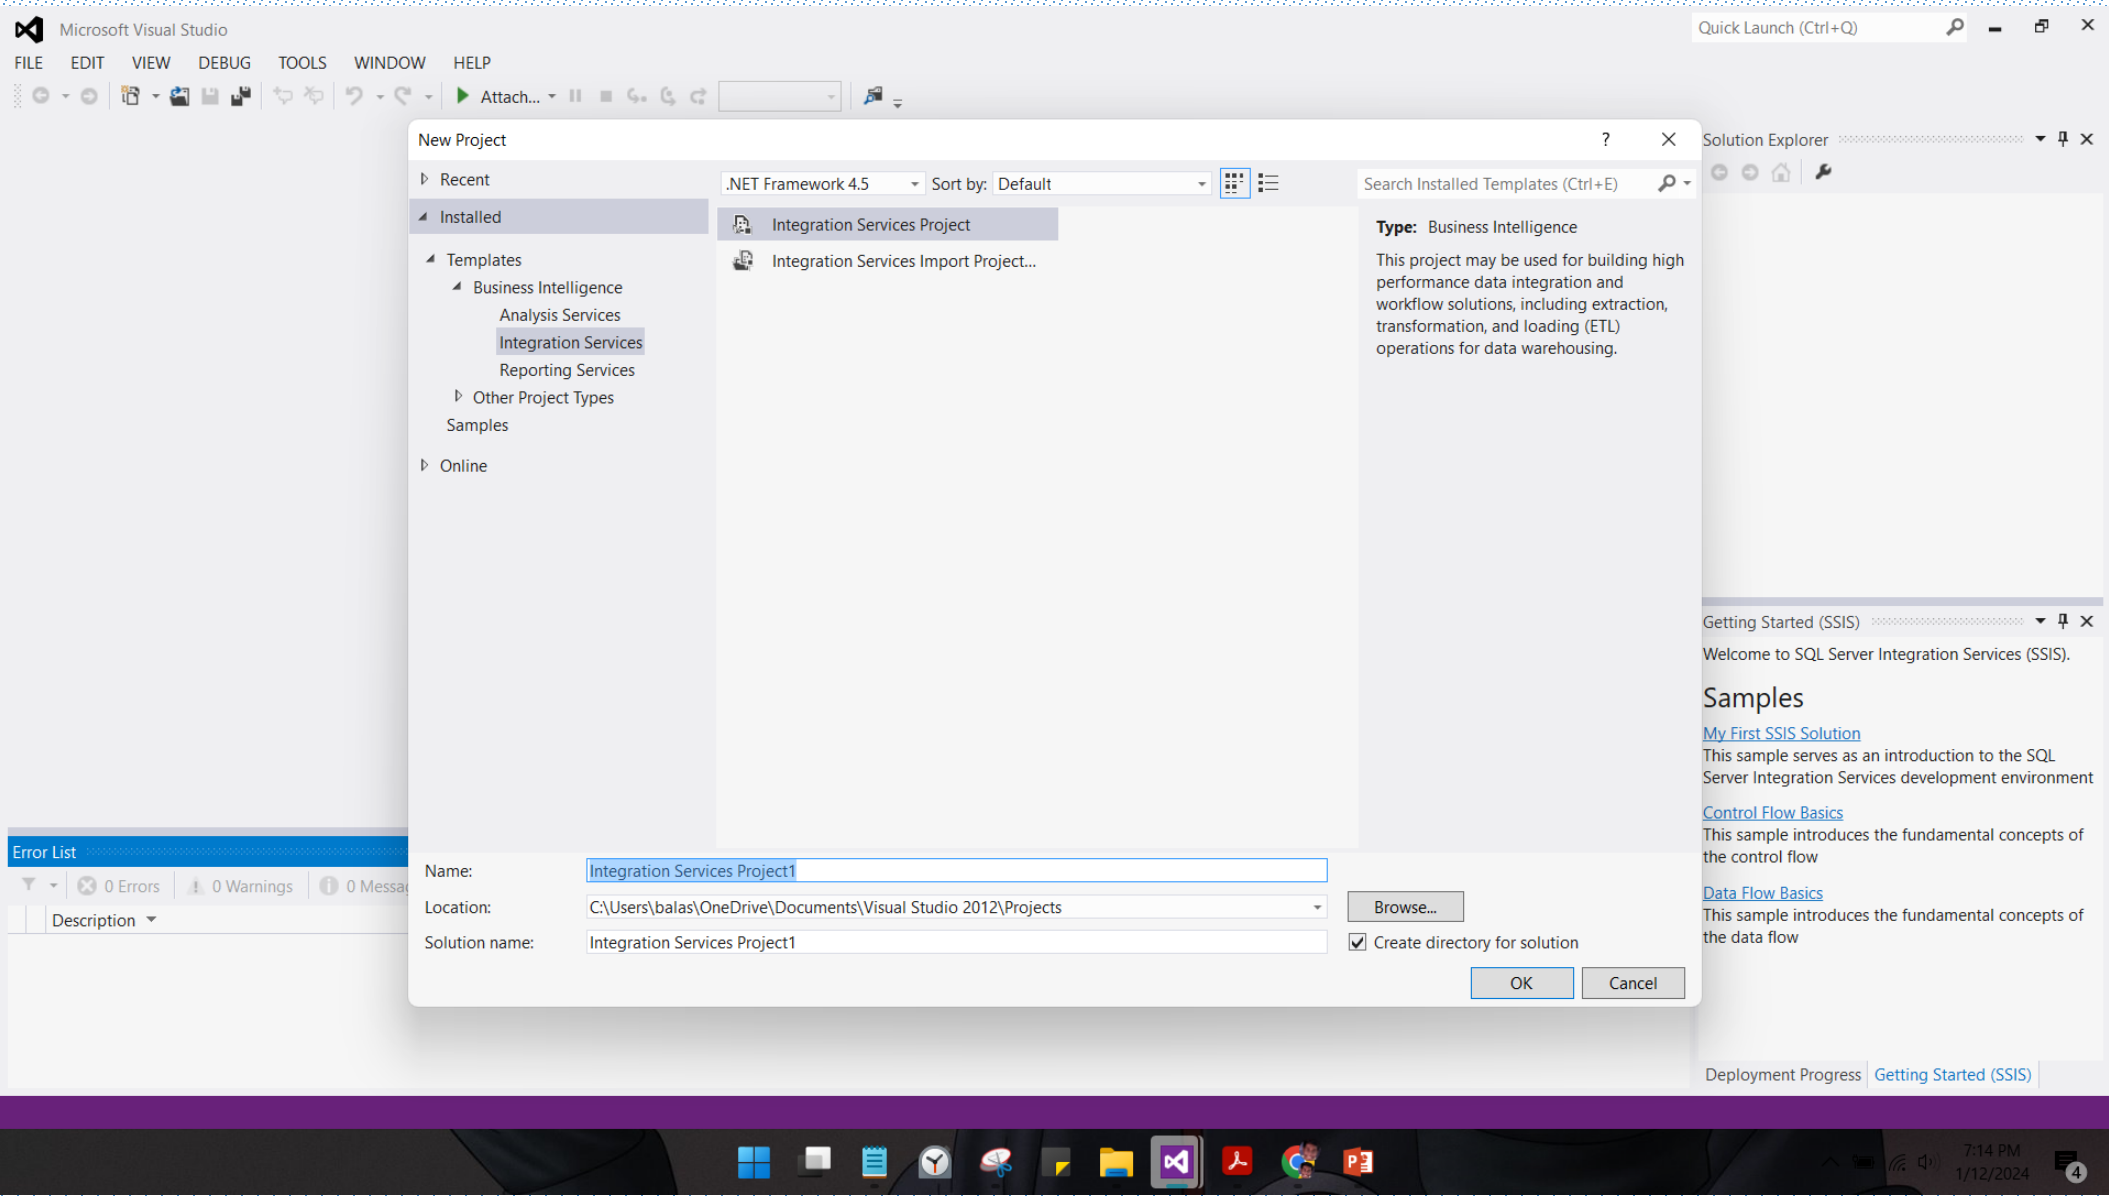 Microsoft Visual Studio
Quick Launch (Ctrl+Q)
FILE EDIT VIEW DEBUG TOOLS WINDOW HELP
Attach...
New Project
?
Recent
Installed
Templates
Business Intelligence
Analysis Services
Integration Services
Reporting Services
Other Project Types
Samples
Online
.NET Framework 4.5
Sort by: Default
Search Installed Templates (Ctrl+E)
Integration Services Project
Integration Services Import Project...
Type: Business Intelligence
This project may be used for building high
performance data integration and
workflow solutions, including extraction,
transformation, and loading (ETL)
operations for data warehousing.
Name: Integration Services Project1
Location: C:\Users\balas\OneDrive\Documents\Visual Studio 2012\Projects
Browse...
Solution name: Integration Services Project1
Create directory for solution
OK Cancel
Solution Explorer
Getting Started (SSIS)
Welcome to SQL Server Integration Services (SSIS).
Samples
My First SSIS Solution
This sample serves as an introduction to the SQL
Server Integration Services development environment
Control Flow Basics
This sample introduces the fundamental concepts of
the control flow
Data Flow Basics
This sample introduces the fundamental concepts of
the data flow
Deployment Progress Getting Started (SSIS)
Error List
0 Errors 0 Warnings 0 Messa
Description
7:14 PM
1/12/2024
4